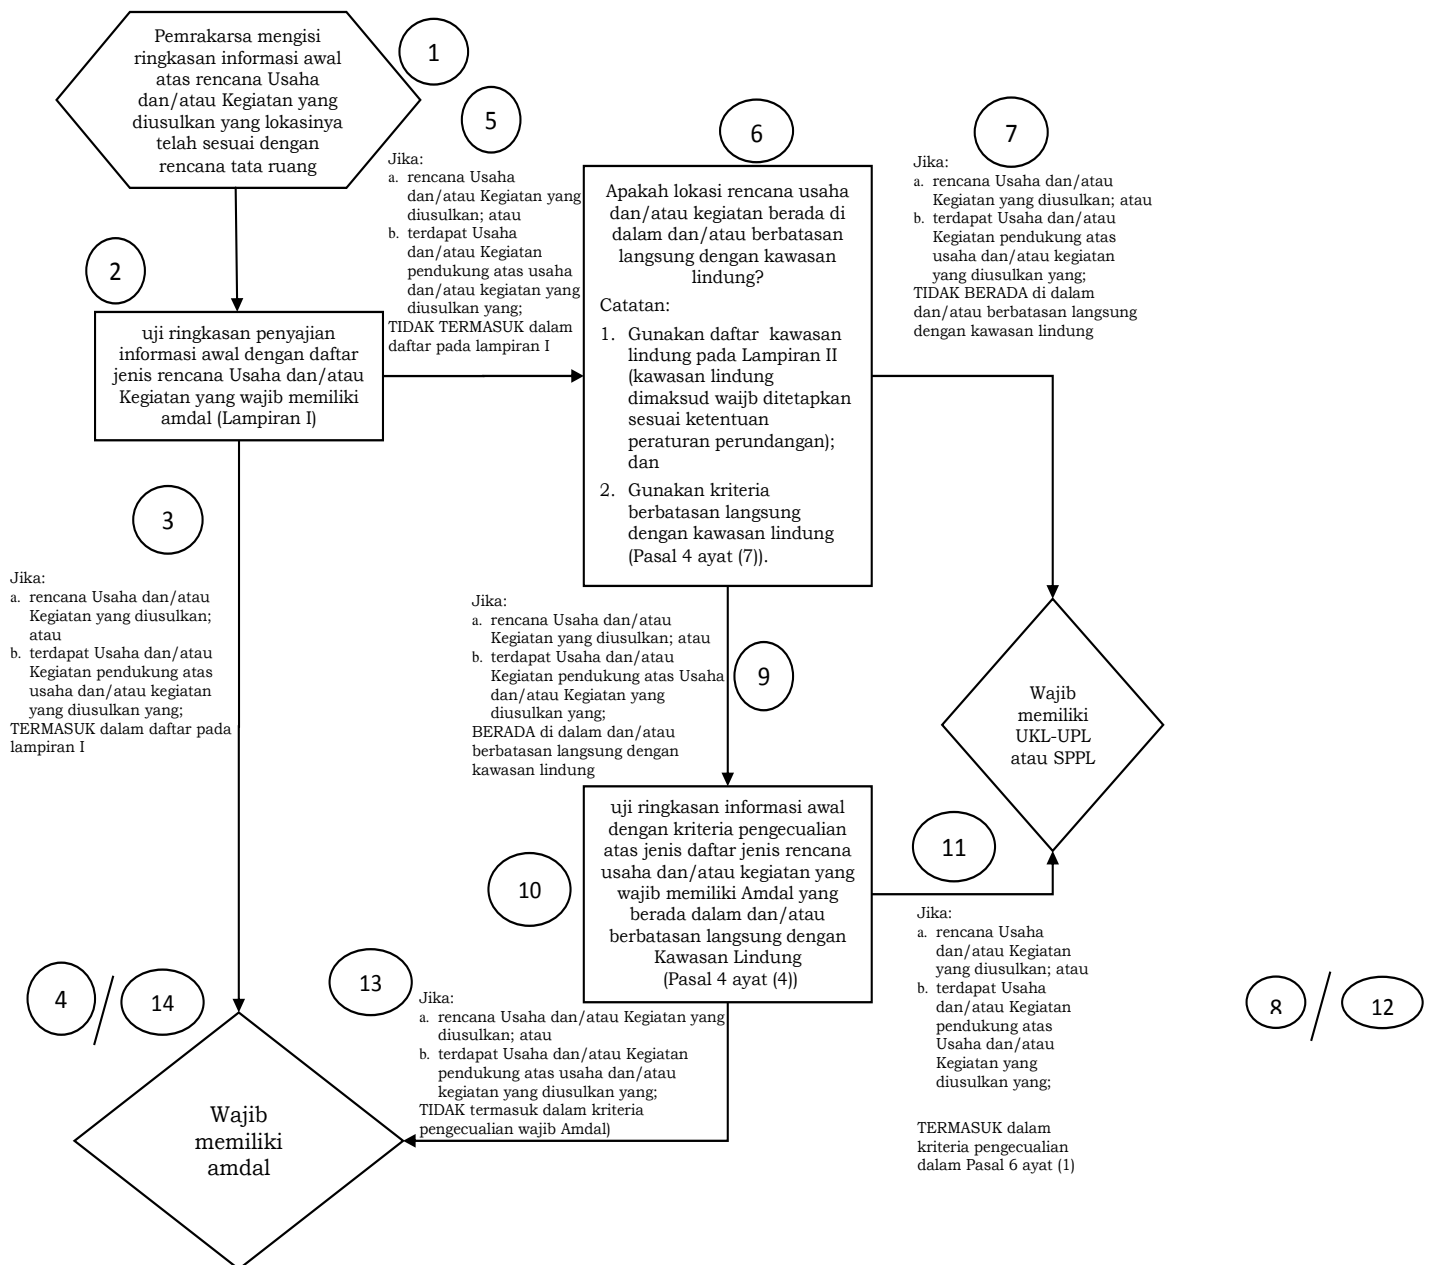 Pemrakarsa mengisi
ringkasan informasi awal
atas rencana Usaha
dan/atau Kegiatan yang
diusulkan yang lokasinya
telah sesuai dengan
rencana tata ruang
1
2
uji ringkasan penyajian
informasi awal dengan daftar
jenis rencana Usaha dan/atau
Kegiatan yang wajib memiliki
amdal (Lampiran I)
3
Jika:
a. rencana Usaha dan/atau
Kegiatan yang diusulkan;
atau
b. terdapat Usaha dan/atau
Kegiatan pendukung atas
usaha dan/atau kegiatan
yang diusulkan yang;
TERMASUK dalam daftar pada
lampiran I
4 / 14
Wajib
memiliki
amdal
5
Jika:
a. rencana Usaha
dan/atau Kegiatan yang
diusulkan; atau
b. terdapat Usaha
dan/atau Kegiatan
pendukung atas usaha
dan/atau kegiatan yang
diusulkan yang;
TIDAK TERMASUK dalam
daftar pada lampiran I
6
Apakah lokasi rencana usaha
dan/atau kegiatan berada di
dalam dan/atau berbatasan
langsung dengan kawasan
lindung?
Catatan:
1. Gunakan daftar kawasan
lindung pada Lampiran II
(kawasan lindung
dimaksud waijb ditetapkan
sesuai ketentuan
peraturan perundangan);
dan
2. Gunakan kriteria
berbatasan langsung
dengan kawasan lindung
(Pasal 4 ayat (7)).
7
Jika:
a. rencana Usaha dan/atau
Kegiatan yang diusulkan; atau
b. terdapat Usaha dan/atau
Kegiatan pendukung atas
usaha dan/atau kegiatan
yang diusulkan yang;
TIDAK BERADA di dalam
dan/atau berbatasan langsung
dengan kawasan lindung
8 / 12
Wajib
memiliki
UKL-UPL
atau SPPL
9
Jika:
a. rencana Usaha dan/atau
Kegiatan yang diusulkan; atau
b. terdapat Usaha dan/atau
Kegiatan pendukung atas Usaha
dan/atau Kegiatan yang
diusulkan yang;
BERADA di dalam dan/atau
berbatasan langsung dengan
kawasan lindung
10
uji ringkasan informasi awal
dengan kriteria pengecualian
atas jenis daftar jenis rencana
usaha dan/atau kegiatan yang
wajib memiliki Amdal yang
berada dalam dan/atau
berbatasan langsung dengan
Kawasan Lindung
(Pasal 4 ayat (4))
11
Jika:
a. rencana Usaha
dan/atau Kegiatan
yang diusulkan; atau
b. terdapat Usaha
dan/atau Kegiatan
pendukung atas
Usaha dan/atau
Kegiatan yang
diusulkan yang;
TERMASUK dalam
kriteria pengecualian
dalam Pasal 6 ayat (1)
13
Jika:
a. rencana Usaha dan/atau Kegiatan yang
diusulkan; atau
b. terdapat Usaha dan/atau Kegiatan
pendukung atas usaha dan/atau
kegiatan yang diusulkan yang;
TIDAK termasuk dalam kriteria
pengecualian wajib Amdal)